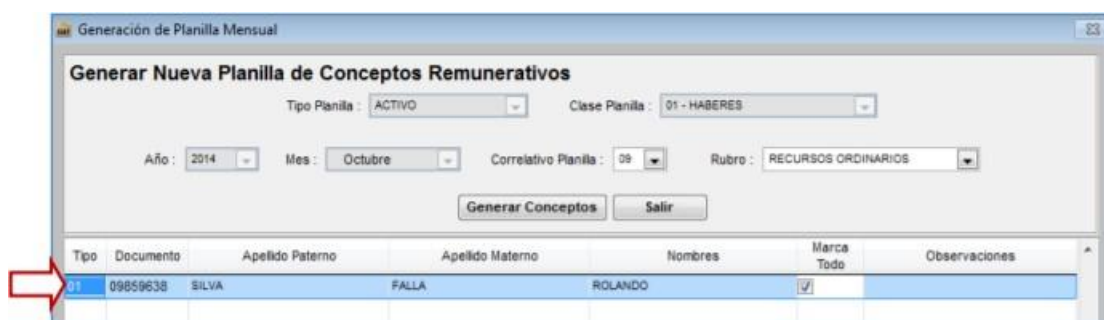 Generación de Planilla Mensual
Generar Nueva Planilla de Conceptos Remunerativos
Tipo Planilla : ACTIVO Clase Planilla : 01 - HABERES
Año : 2014 Mes : Octubre Correlativo Planilla : 09 Rubro : RECURSOS ORDINARIOS
Generar Conceptos Salir
Tipo Documento Apellido Paterno Apellido Materno Nombres Marca Todo Observaciones
01 09859638 SILVA FALLA ROLANDO